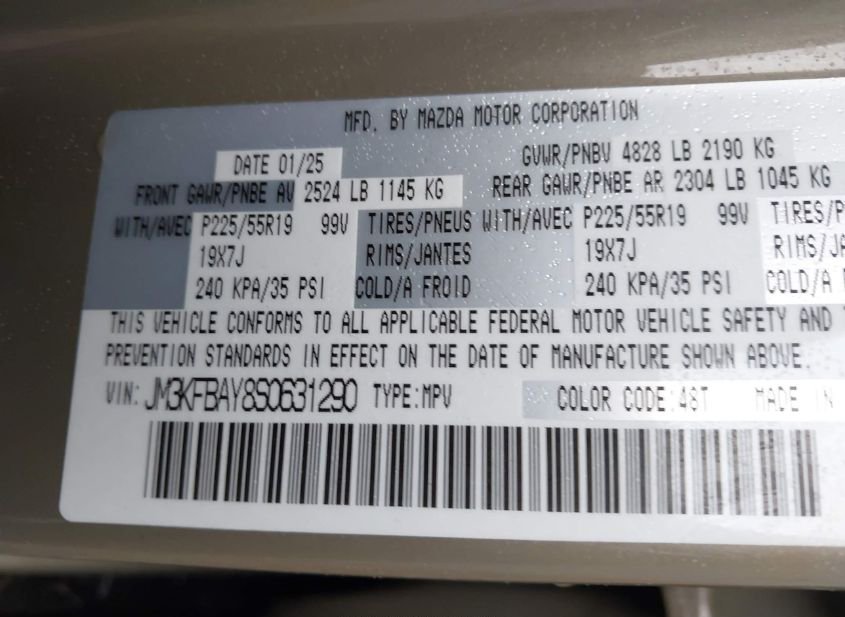 MFD. BY MAZDA MOTOR CORPORATION
DATE 01/25 GVWR/PNBV 4828 LB 2190 KG
FRONT GAWR/PNBE AV 2524 LB 1145 KG REAR GAWR/PNBE AR 2304 LB 1045 KG
WITH/AVEC P225/55R19 99V TIRES/PNEUS WITH/AVEC P225/55R19 99V TIRES/P
19X7J RIMS/JANTES 19X7J RIMS/JA
240 KPA/35 PSI COLD/A FROID 240 KPA/35 PSI COLD/A F
THIS VEHICLE CONFORMS TO ALL APPLICABLE FEDERAL MOTOR VEHICLE SAFETY AND T
PREVENTION STANDARDS IN EFFECT ON THE DATE OF MANUFACTURE SHOWN ABOVE.
VIN: JM3KFBAY8S0631290 TYPE:MPV COLOR CODE:48T MADE IN